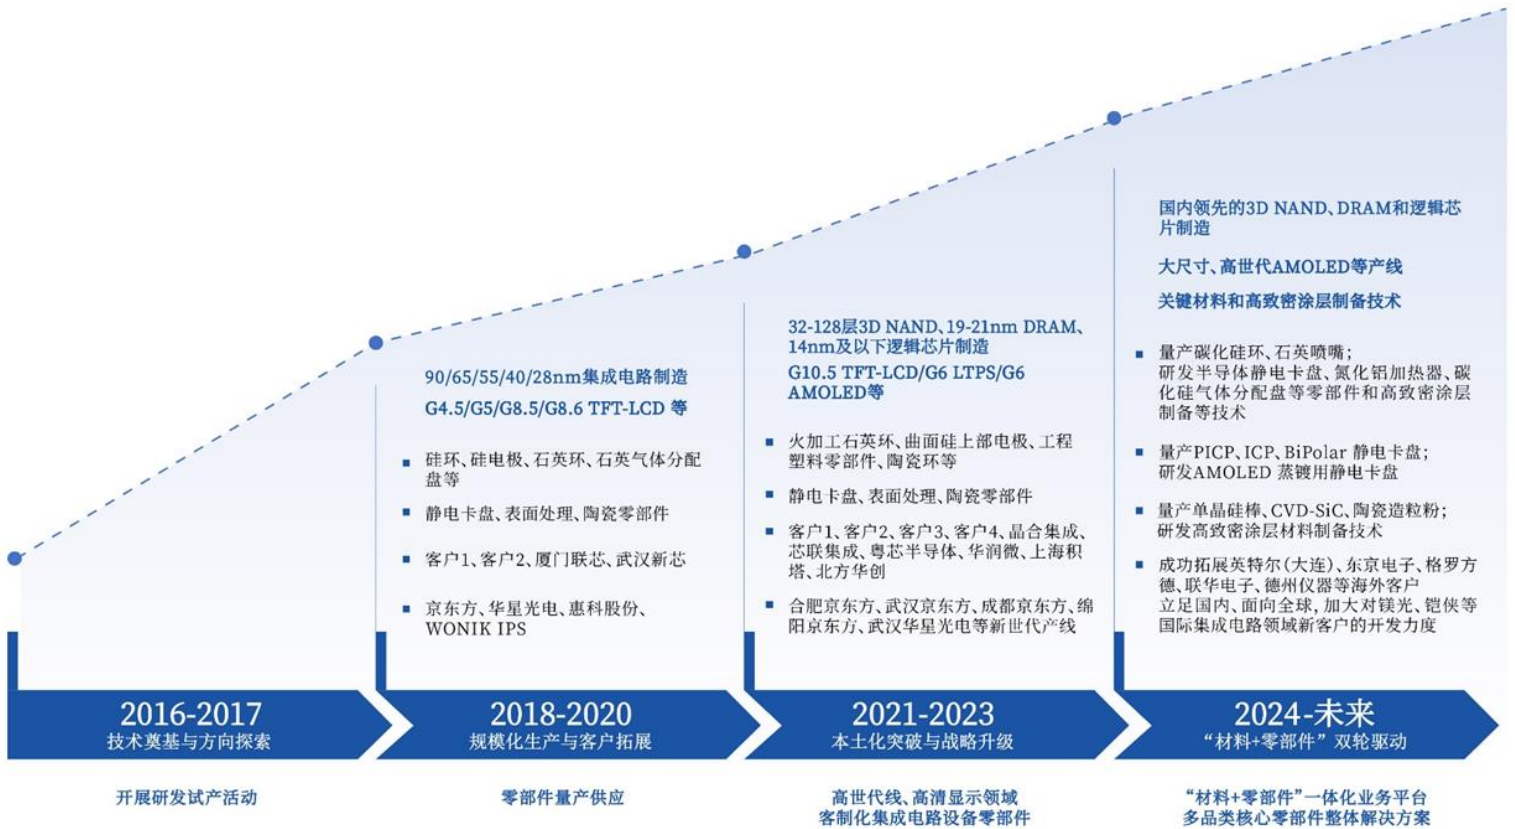 90/65/55/40/28nm集成电路制造
G4.5/G5/G8.5/G8.6 TFT-LCD 等
硅环、硅电极、石英环、石英气体分配
盘等
静电卡盘、表面处理、陶瓷零部件
客户1、客户2、厦门联芯、武汉新芯
京东方、华星光电、惠科股份、
WONIK IPS
32-128层3D NAND、19-21nm DRAM、
14nm及以下逻辑芯片制造
G10.5 TFT-LCD/G6 LTPS/G6
AMOLED等
火加工石英环、曲面硅上部电极、工程
塑料零部件、陶瓷环等
静电卡盘、表面处理、陶瓷零部件
客户1、客户2、客户3、客户4、晶合集成、
芯联集成、粤芯半导体、华润微、上海积
塔、北方华创
合肥京东方、武汉京东方、成都京东方、绵
阳京东方、武汉华星光电等新世代产线
国内领先的3D NAND、DRAM和逻辑芯
片制造
大尺寸、高世代AMOLED等产线
关键材料和高致密涂层制备技术
量产碳化硅环、石英喷嘴；
研发半导体静电卡盘、氮化铝加热器、碳
化硅气体分配盘等零部件和高致密涂层
制备等技术
量产PICP、ICP、BiPolar 静电卡盘；
研发AMOLED 蒸镀用静电卡盘
量产单晶硅棒、CVD-SiC、陶瓷造粒粉；
研发高致密涂层材料制备技术
成功拓展英特尔（大连）、东京电子、格罗方
德、联华电子、德州仪器等海外客户
立足国内、面向全球，加大对镁光、铠侠等
国际集成电路领域新客户的开发力度
2016-2017
技术奠基与方向探索
2018-2020
规模化生产与客户拓展
2021-2023
本土化突破与战略升级
2024-未来
“材料+零部件”双轮驱动
开展研发试产活动
零部件量产供应
高世代线、高清显示领域
客制化集成电路设备零部件
“材料+零部件”一体化业务平台
多品类核心零部件整体解决方案